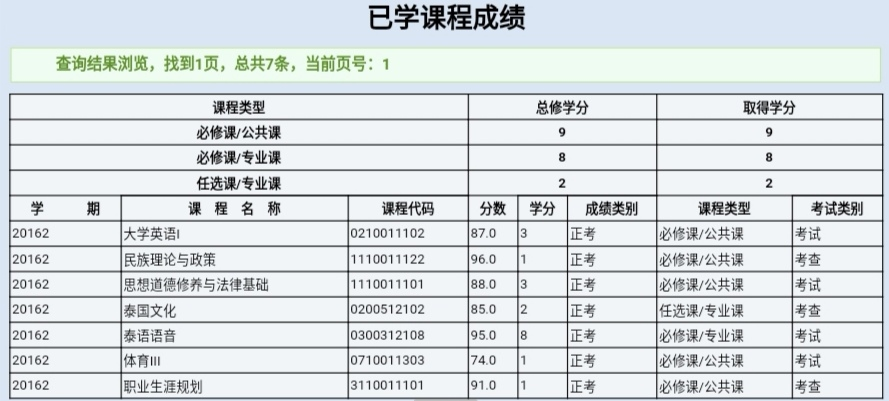 已学课程成绩
查询结果浏览，找到1页，总共7条，当前页号：1
课程类型 总修学分 取得学分
必修课/公共课 9 9
必修课/专业课 8 8
任选课/专业课 2 2
学 期 课 程 名 称 课程代码 分数 学分 成绩类别 课程类型 考试类别
20162 大学英语I 0210011102 87.0 3 正考 必修课/公共课 考试
20162 民族理论与政策 1110011122 96.0 1 正考 必修课/公共课 考查
20162 思想道德修养与法律基础 1110011101 88.0 3 正考 必修课/公共课 考试
20162 泰国文化 0200512102 85.0 2 正考 任选课/专业课 考查
20162 泰语语音 0300312108 95.0 8 正考 必修课/专业课 考试
20162 体育III 0710011303 74.0 1 正考 必修课/公共课 考试
20162 职业生涯规划 3110011101 91.0 1 正考 必修课/公共课 考查